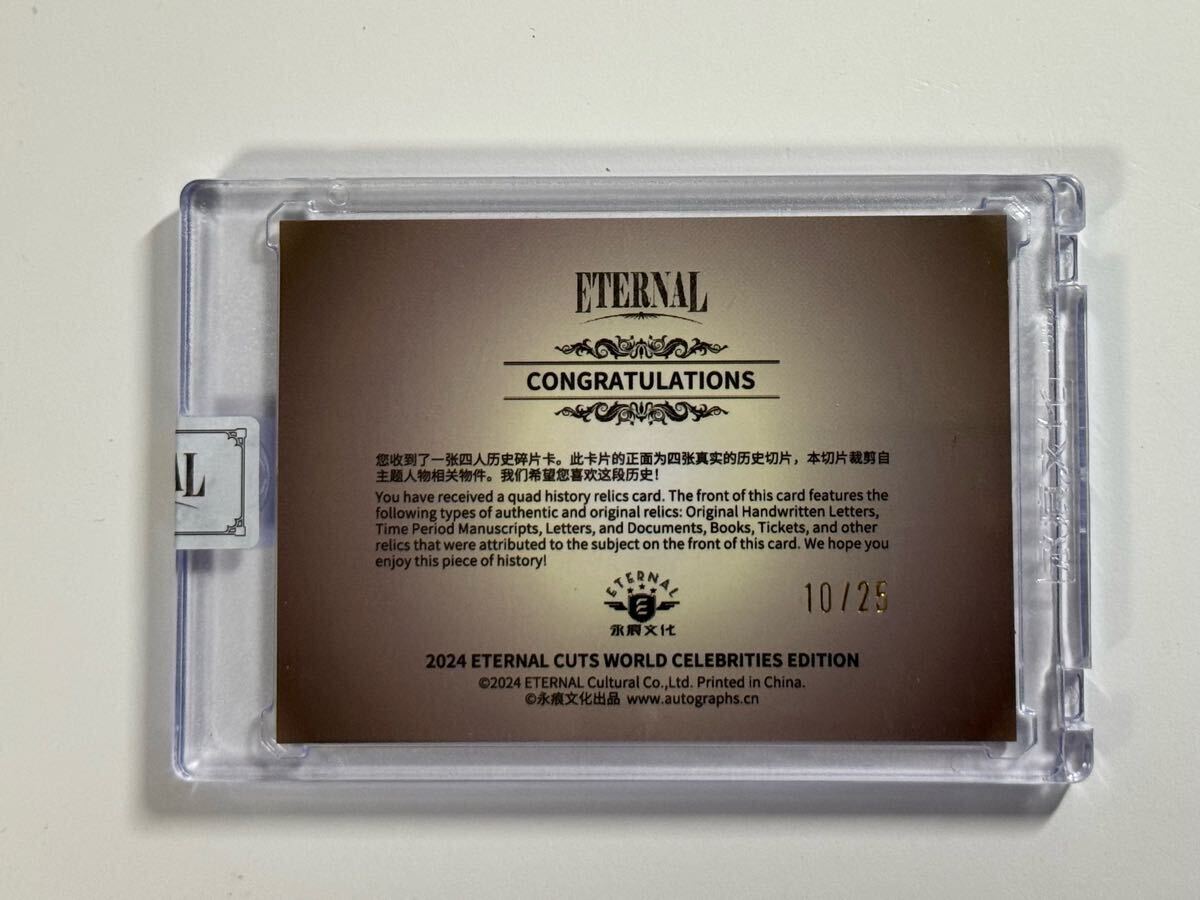 ETERNAL
CONGRATULATIONS
您收到了一张四人历史碎片卡。此卡片的正面为四张真实的历史切片，本切片裁剪自
主题人物相关物件。我们希望您喜欢这段历史！
You have received a quad history relics card. The front of this card features the
following types of authentic and original relics: Original Handwritten Letters,
Time Period Manuscripts, Letters, and Documents, Books, Tickets, and other
relics that were attributed to the subject on the front of this card. We hope you
enjoy this piece of history!
ETERNAL
永痕文化
10/25
2024 ETERNAL CUTS WORLD CELEBRITIES EDITION
©2024 ETERNAL Cultural Co.,Ltd. Printed in China.
©永痕文化出品 www.autographs.cn
AL